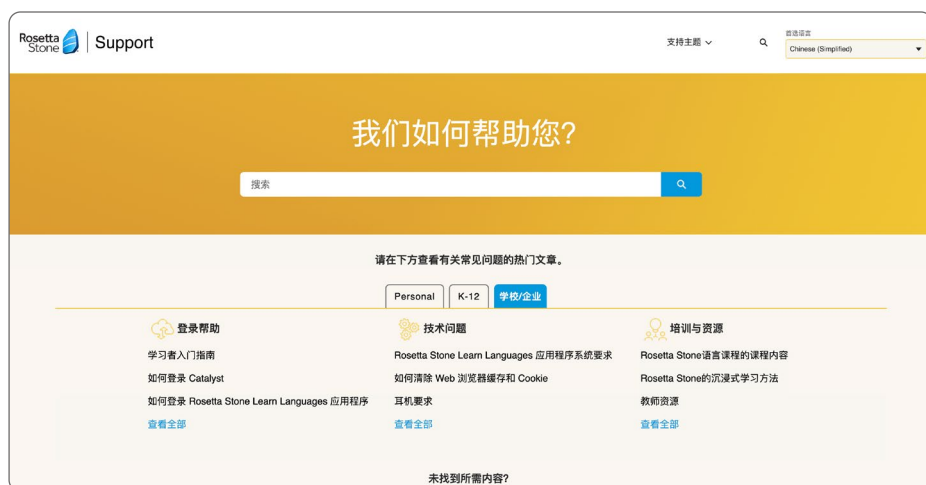 Rosetta
Stone
Support
支持主题
首选语言
Chinese (Simplified)
我们如何帮助您?
搜索
请在下方查看有关常见问题的热门文章。
Personal
K-12
学校/企业
登录帮助
学习者入门指南
如何登录 Catalyst
如何登录 Rosetta Stone Learn Languages 应用程序
查看全部
技术问题
Rosetta Stone Learn Languages 应用程序系统要求
如何清除 Web 浏览器缓存和 Cookie
耳机要求
查看全部
培训与资源
Rosetta Stone语言课程的课程内容
Rosetta Stone的沉浸式学习方法
教师资源
查看全部
未找到所需内容?